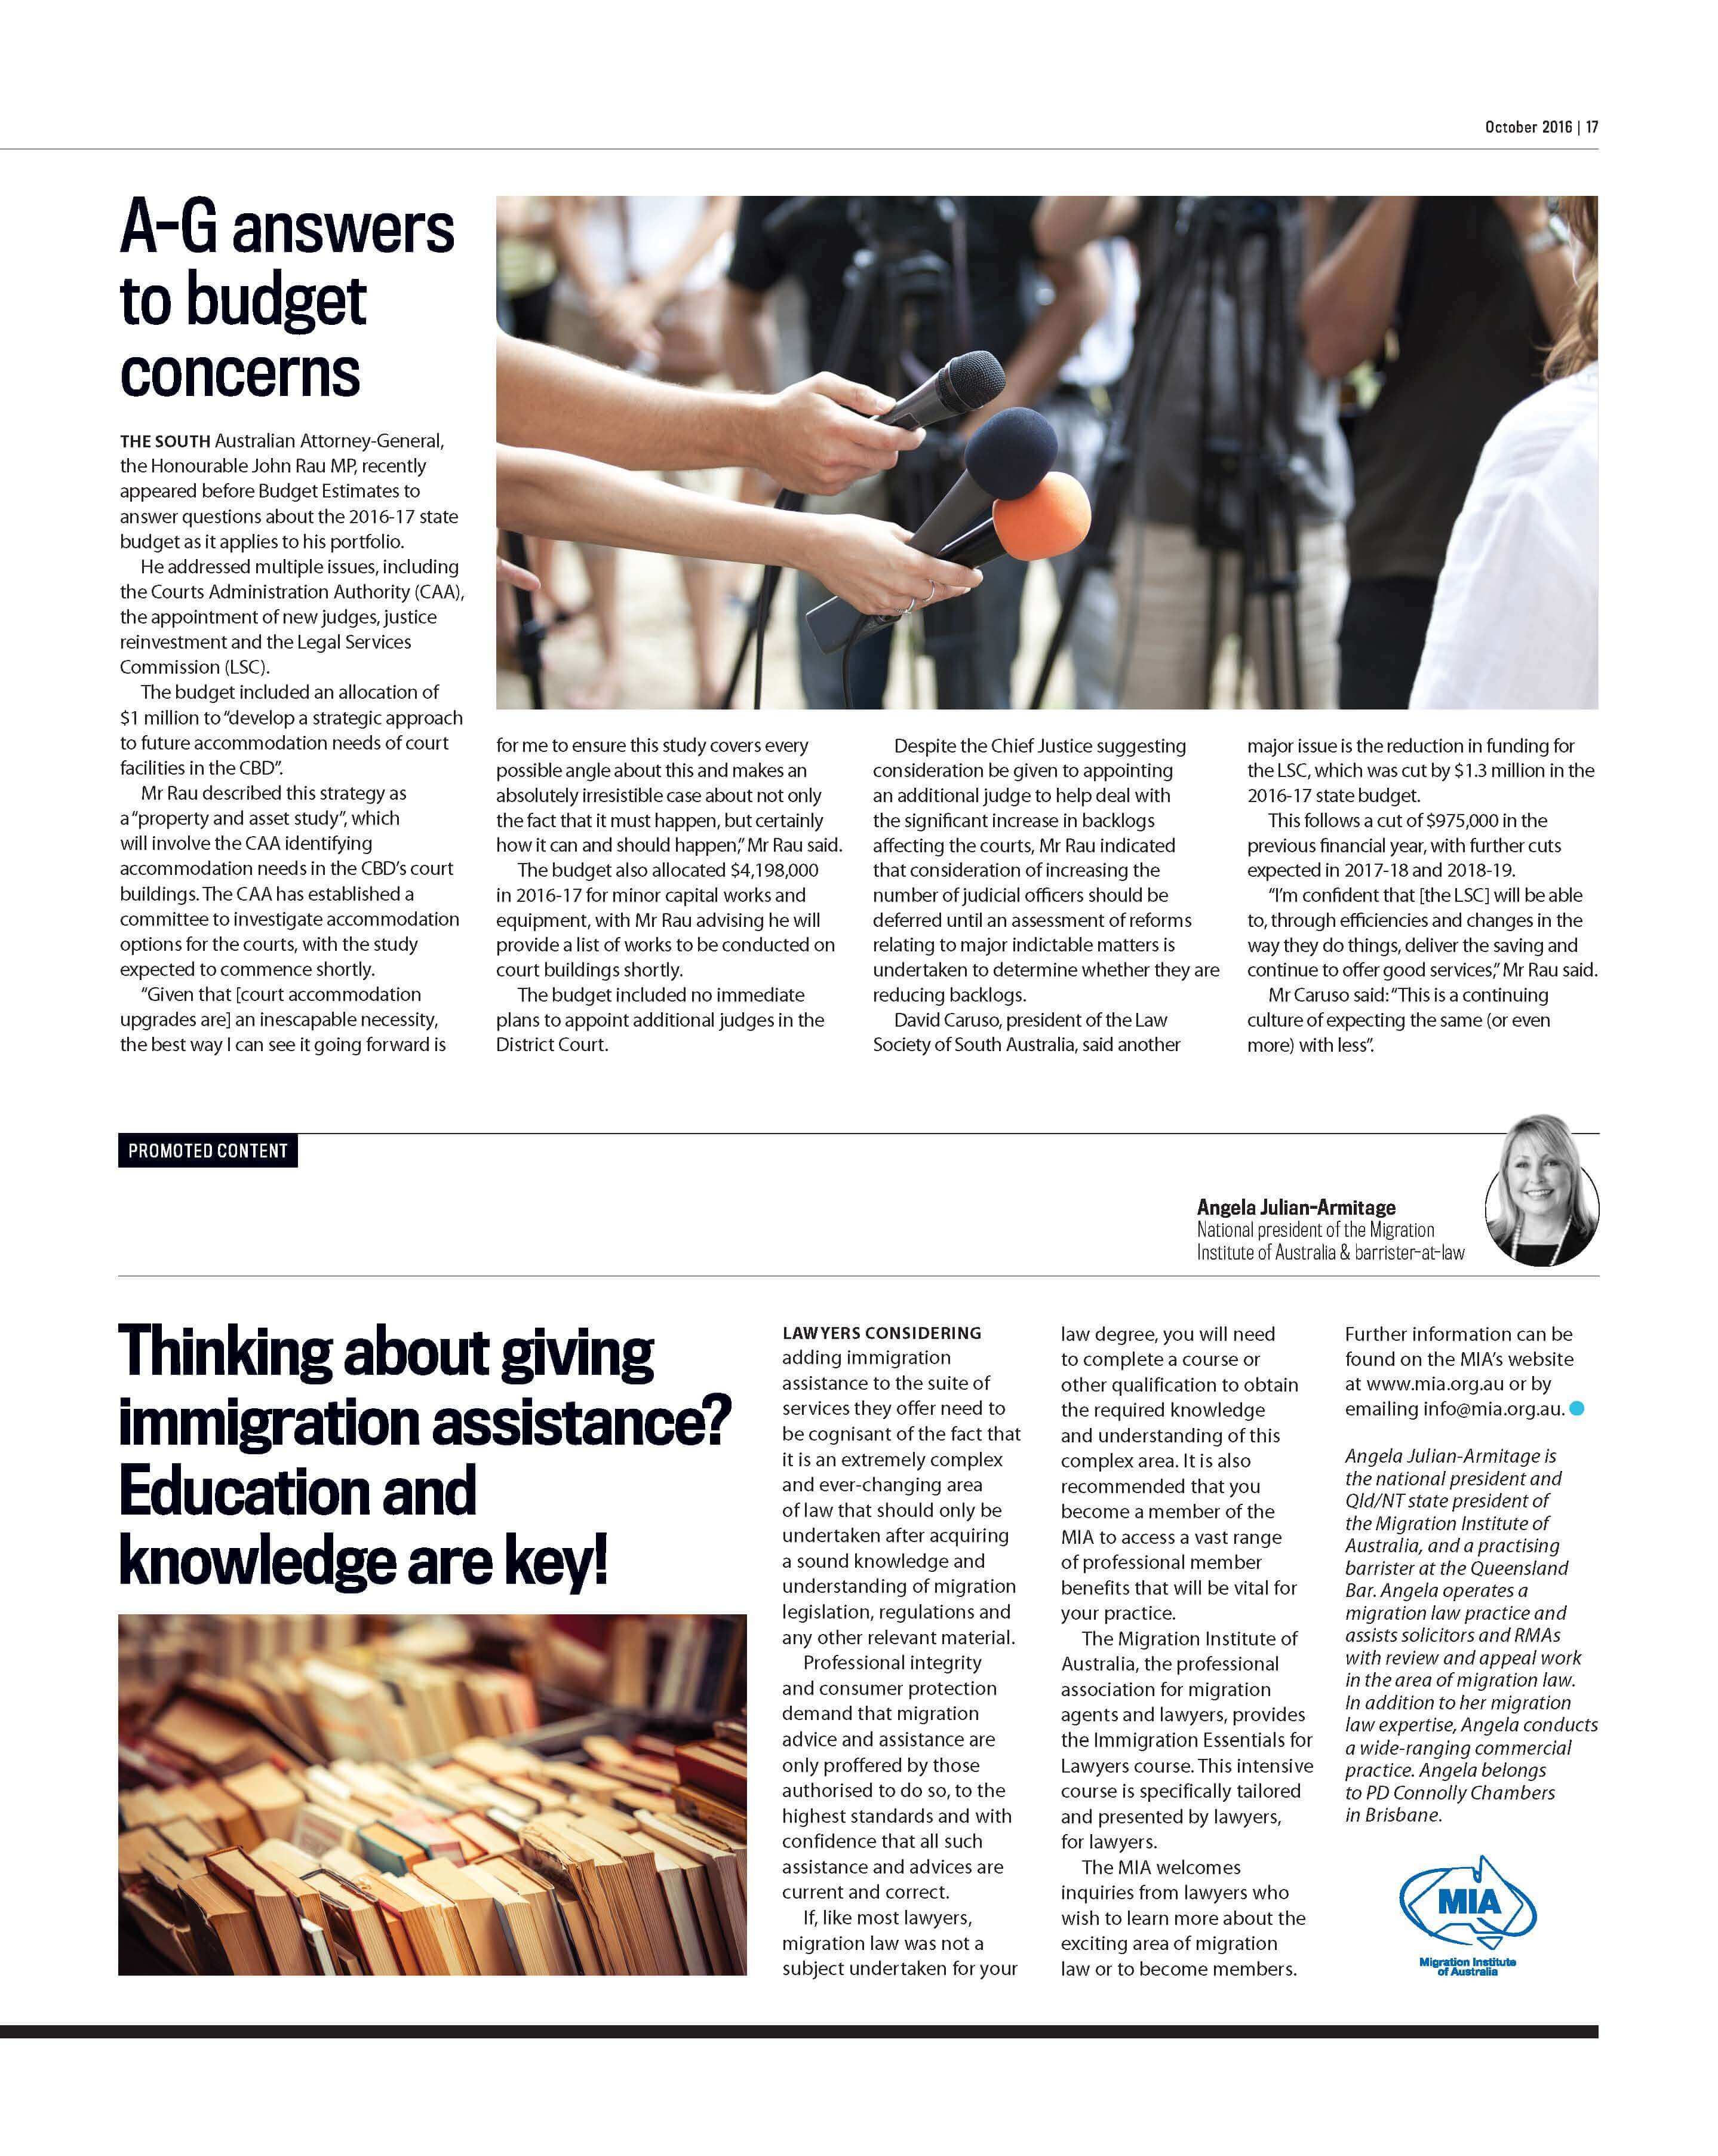 October 2016 | 17
A-G answers
to budget
concerns
THE SOUTH Australian Attorney-General,
the Honourable John Rau MP, recently
appeared before Budget Estimates to
answer questions about the 2016-17 state
budget as it applies to his portfolio.
He addressed multiple issues, including
the Courts Administration Authority (CAA),
the appointment of new judges, justice
reinvestment and the Legal Services
Commission (LSC).
The budget included an allocation of
$1 million to “develop a strategic approach
to future accommodation needs of court
facilities in the CBD”.
Mr Rau described this strategy as
a “property and asset study”, which
will involve the CAA identifying
accommodation needs in the CBD’s court
buildings. The CAA has established a
committee to investigate accommodation
options for the courts, with the study
expected to commence shortly.
“Given that [court accommodation
upgrades are] an inescapable necessity,
the best way I can see it going forward is
for me to ensure this study covers every
possible angle about this and makes an
absolutely irresistible case about not only
the fact that it must happen, but certainly
how it can and should happen,” Mr Rau said.
The budget also allocated $4,198,000
in 2016-17 for minor capital works and
equipment, with Mr Rau advising he will
provide a list of works to be conducted on
court buildings shortly.
The budget included no immediate
plans to appoint additional judges in the
District Court.
Despite the Chief Justice suggesting
consideration be given to appointing
an additional judge to help deal with
the significant increase in backlogs
affecting the courts, Mr Rau indicated
that consideration of increasing the
number of judicial officers should be
deferred until an assessment of reforms
relating to major indictable matters is
undertaken to determine whether they are
reducing backlogs.
David Caruso, president of the Law
Society of South Australia, said another
major issue is the reduction in funding for
the LSC, which was cut by $1.3 million in the
2016-17 state budget.
This follows a cut of $975,000 in the
previous financial year, with further cuts
expected in 2017-18 and 2018-19.
“I’m confident that [the LSC] will be able
to, through efficiencies and changes in the
way they do things, deliver the saving and
continue to offer good services,” Mr Rau said.
Mr Caruso said: “This is a continuing
culture of expecting the same (or even
more) with less”.
PROMOTED CONTENT
Angela Julian-Armitage
National president of the Migration
Institute of Australia & barrister-at-law
Thinking about giving
immigration assistance?
Education and
knowledge are key!
LAWYERS CONSIDERING
adding immigration
assistance to the suite of
services they offer need to
be cognisant of the fact that
it is an extremely complex
and ever-changing area
of law that should only be
undertaken after acquiring
a sound knowledge and
understanding of migration
legislation, regulations and
any other relevant material.
Professional integrity
and consumer protection
demand that migration
advice and assistance are
only proffered by those
authorised to do so, to the
highest standards and with
confidence that all such
assistance and advices are
current and correct.
If, like most lawyers,
migration law was not a
subject undertaken for your
law degree, you will need
to complete a course or
other qualification to obtain
the required knowledge
and understanding of this
complex area. It is also
recommended that you
become a member of the
MIA to access a vast range
of professional member
benefits that will be vital for
your practice.
The Migration Institute of
Australia, the professional
association for migration
agents and lawyers, provides
the Immigration Essentials for
Lawyers course. This intensive
course is specifically tailored
and presented by lawyers,
for lawyers.
The MIA welcomes
inquiries from lawyers who
wish to learn more about the
exciting area of migration
law or to become members.
Further information can be
found on the MIA’s website
at www.mia.org.au or by
emailing info@mia.org.au.
Angela Julian-Armitage is
the national president and
Qld/NT state president of
the Migration Institute of
Australia, and a practising
barrister at the Queensland
Bar. Angela operates a
migration law practice and
assists solicitors and RMAs
with review and appeal work
in the area of migration law.
In addition to her migration
law expertise, Angela conducts
a wide-ranging commercial
practice. Angela belongs
to PD Connolly Chambers
in Brisbane.
MIA
Migration Institute
of Australia